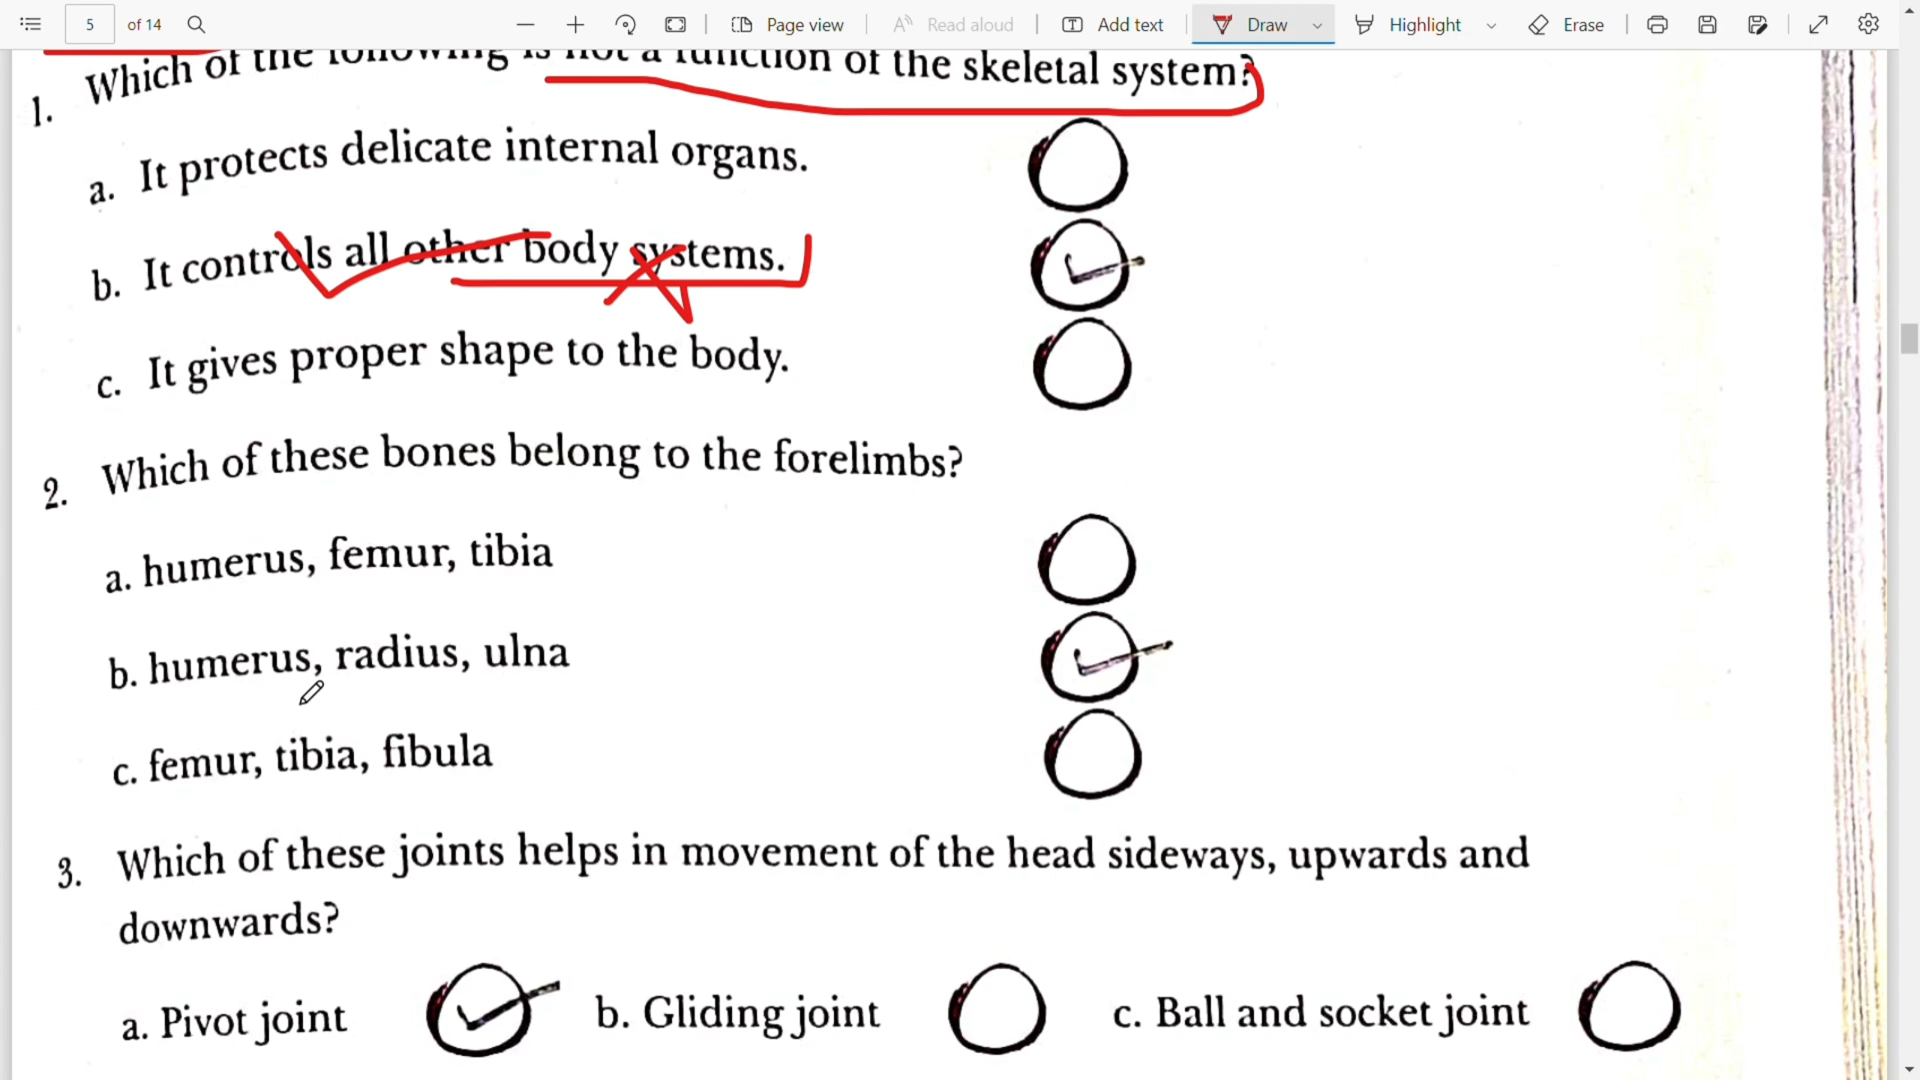 5 of 14 Page view Read aloud Add text Draw Highlight Erase
1. Which of the following is not a function of the skeletal system?
a. It protects delicate internal organs.
b. It controls all other body systems.
c. It gives proper shape to the body.
2. Which of these bones belong to the forelimbs?
a. humerus, femur, tibia
b. humerus, radius, ulna
c. femur, tibia, fibula
3. Which of these joints helps in movement of the head sideways, upwards and
downwards?
a. Pivot joint b. Gliding joint c. Ball and socket joint